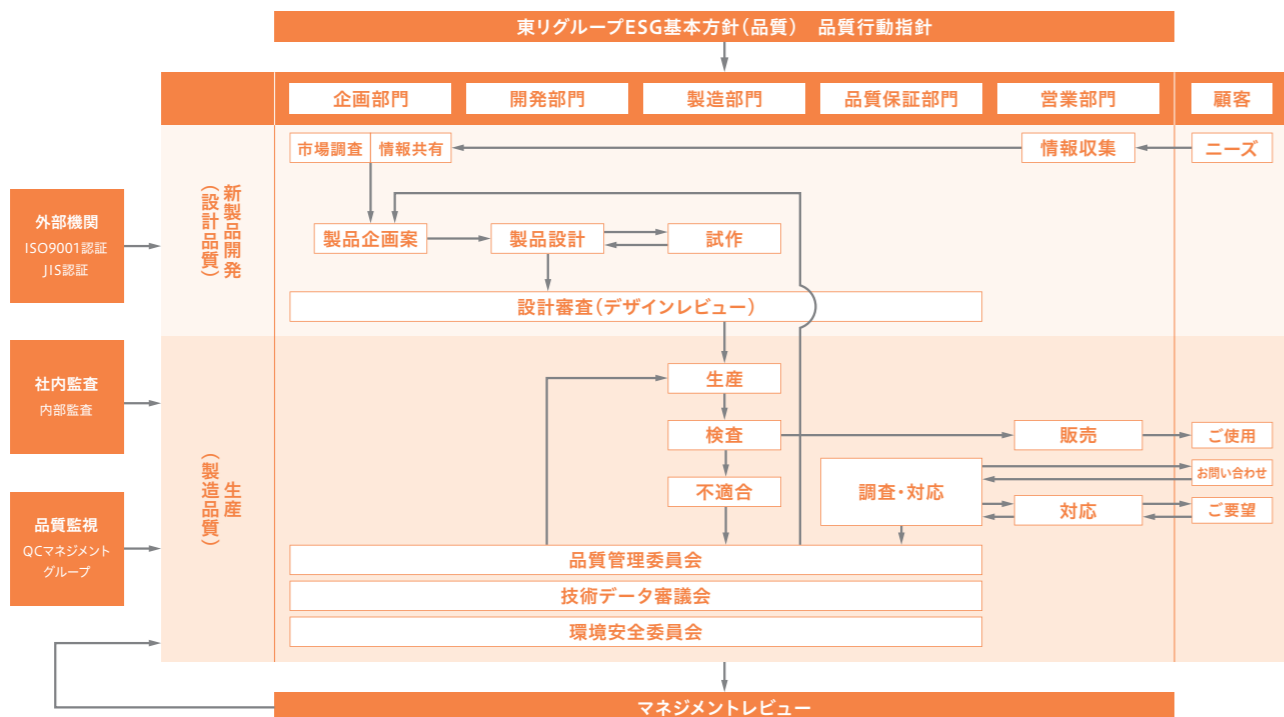 東リグループESG基本方針(品質) 品質行動指針
企画部門
開発部門
製造部門
品質保証部門
営業部門
顧客
市場調査
情報共有
情報収集
ニーズ
新製品開発
(設計品質)
外部機関
ISO9001認証
JIS認証
製品企画案
製品設計
試作
設計審査(デザインレビュー)
社内監査
内部監査
生産
(製造品質)
生産
検査
販売
ご使用
不適合
調査・対応
お問い合わせ
対応
ご要望
品質監視
QCマネジメント
グループ
品質管理委員会
技術データ審議会
環境安全委員会
マネジメントレビュー